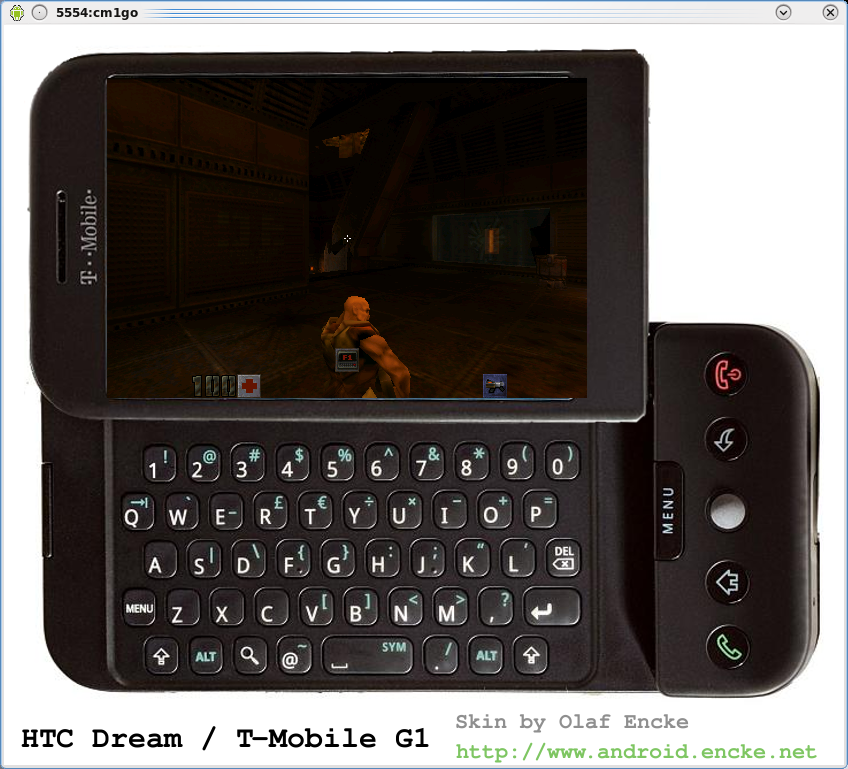 5554:cm1go
T··Mobile·
F1
100
1 ! 2 @ 3 # 4 $ 5 % 6 ^ 7 & 8 * 9 ( 0 )
Q W ` E _ R £ T € Y ÷ U × I - O + P =
A S | D \ F { G } H : J ; K “ L ‘ DEL
MENU Z X C V [ B ] N < M > , ?
ALT @ ~ SYM . / ALT
MENU
HTC Dream / T-Mobile G1
Skin by Olaf Encke
http://www.android.encke.net